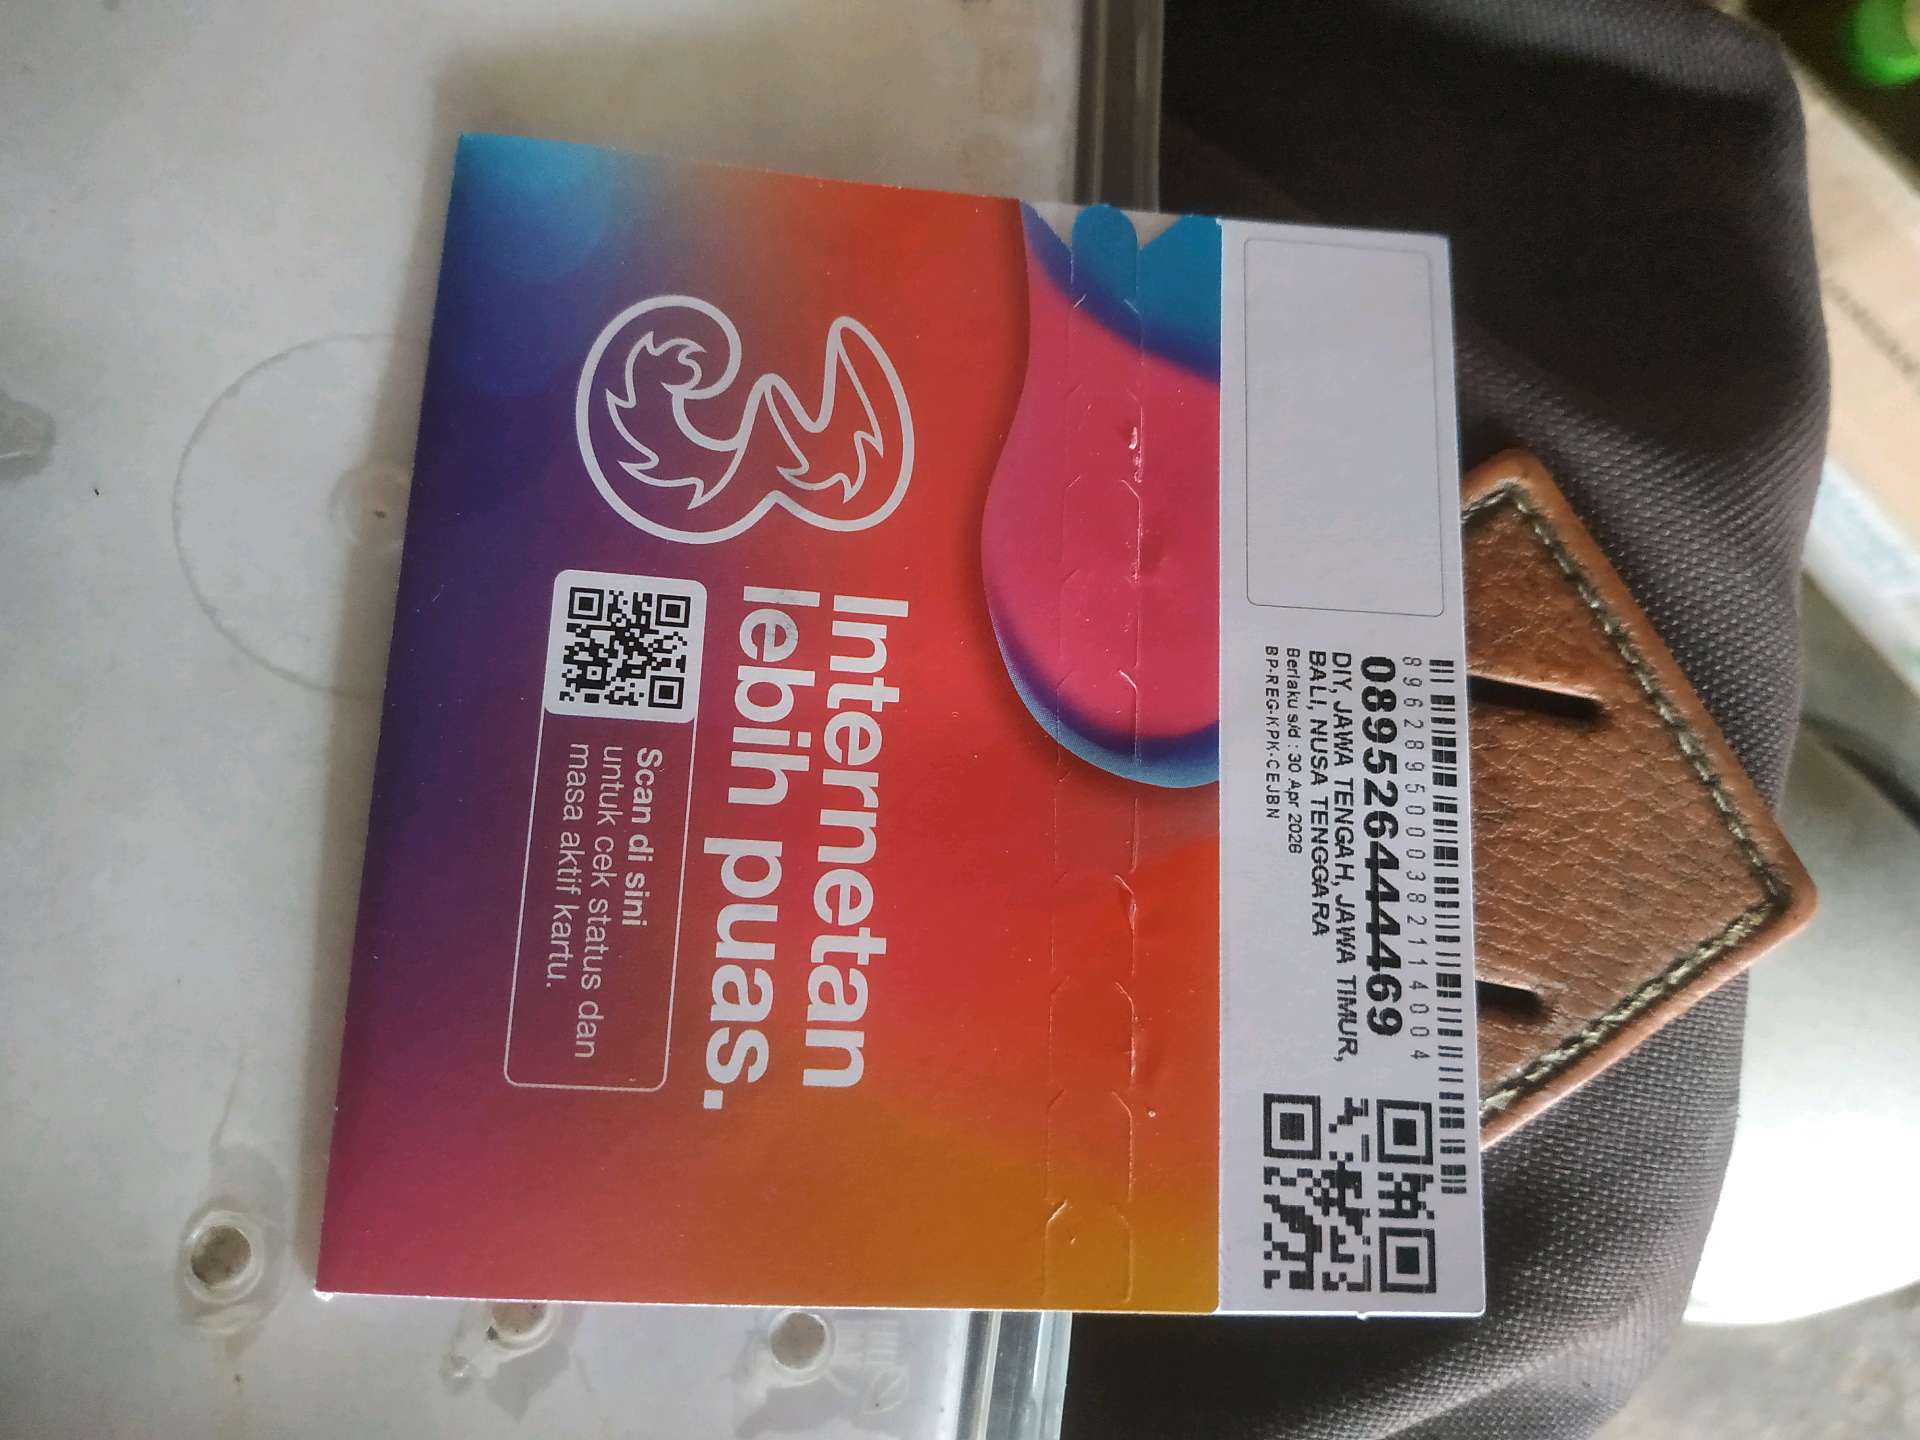 8962895000382114004
0895264444469
DIY, JAWA TENGAH, JAWA TIMUR,
BALI, NUSA TENGGARA
Berlaku s/d : 30 Apr 2026
BP-REG-KPK-CEJBN
3
Internetan
lebih puas.
Scan di sini
untuk cek status dan
masa aktif kartu.